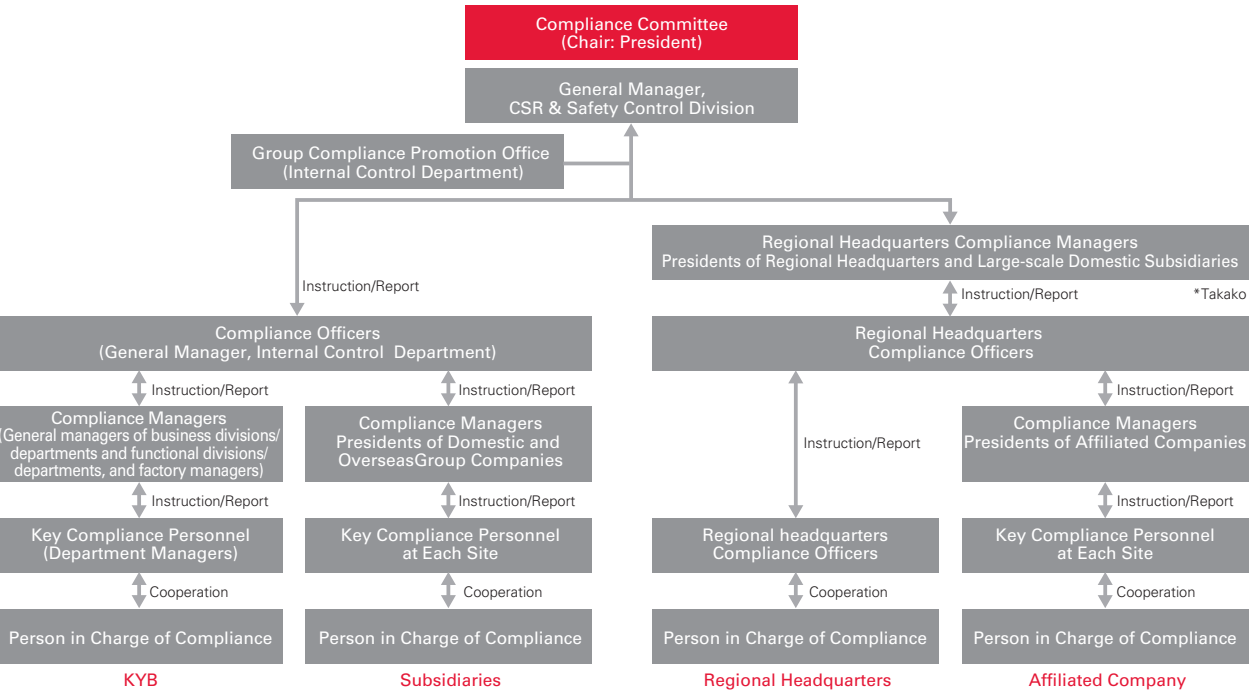 Compliance Committee
(Chair: President)
General Manager,
CSR & Safety Control Division
Group Compliance Promotion Office
(Internal Control Department)
Regional Headquarters Compliance Managers
Presidents of Regional Headquarters and Large-scale Domestic Subsidiaries
Instruction/Report
Instruction/Report
*Takako
Compliance Officers
(General Manager, Internal Control Department)
Regional Headquarters
Compliance Officers
Instruction/Report
Instruction/Report
Instruction/Report
Compliance Managers
(General managers of business divisions/
departments and functional divisions/
departments, and factory managers)
Compliance Managers
Presidents of Domestic and
OverseasGroup Companies
Instruction/Report
Compliance Managers
Presidents of Affiliated Companies
Instruction/Report
Instruction/Report
Instruction/Report
Key Compliance Personnel
(Department Managers)
Key Compliance Personnel
at Each Site
Regional headquarters
Compliance Officers
Key Compliance Personnel
at Each Site
Cooperation
Cooperation
Cooperation
Cooperation
Person in Charge of Compliance
Person in Charge of Compliance
Person in Charge of Compliance
Person in Charge of Compliance
KYB
Subsidiaries
Regional Headquarters
Affiliated Company